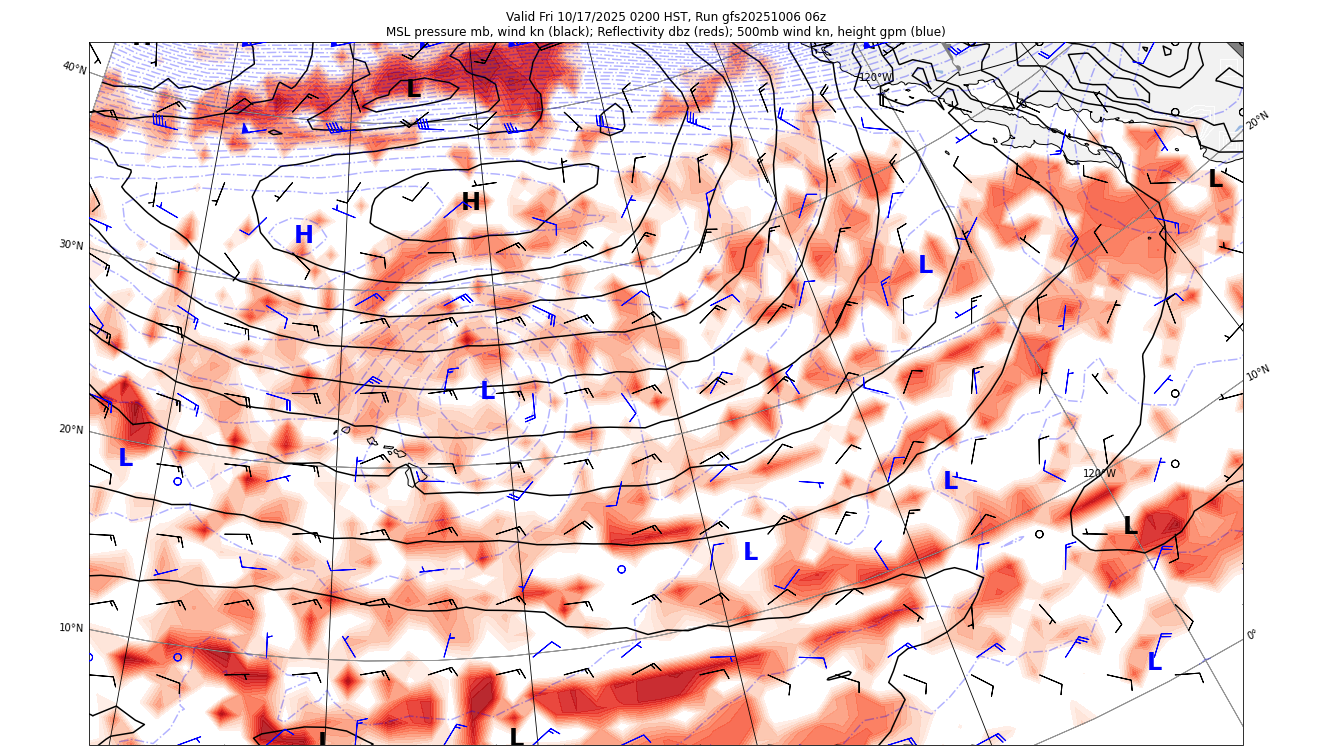 Valid Fri 10/17/2025 0200 HST, Run gfs20251006 06z
MSL pressure mb, wind kn (black); Reflectivity dbz (reds); 500mb wind kn, height gpm (blue)
40°N
120°W
L
20°N
L
H
H
30°N
L
10°N
L
20°N
L
120°W
L
L
L
10°N
0°
L
L